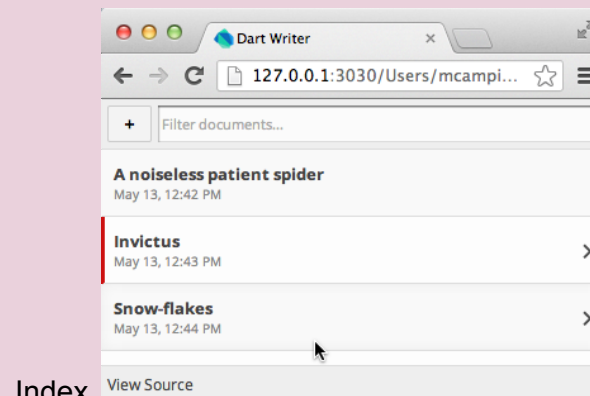 Dart Writer
127.0.0.1:3030/Users/mcampi...
+
Filter documents...
A noiseless patient spider
May 13, 12:42 PM
Invictus
May 13, 12:43 PM
Snow-flakes
May 13, 12:44 PM
View Source
Index